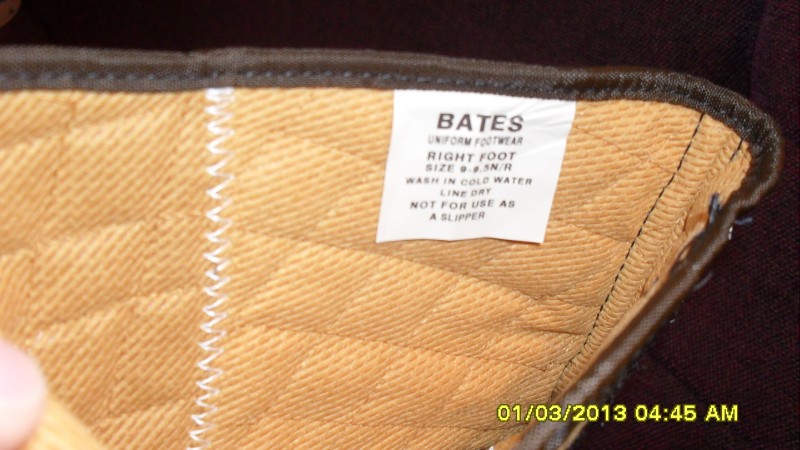 BATES
UNIFORM FOOTWEAR
RIGHT FOOT
SIZE 9-9.5N/R
WASH IN COLD WATER
LINE DRY
NOT FOR USE AS
A SLIPPER
01/03/2013 04:45 AM